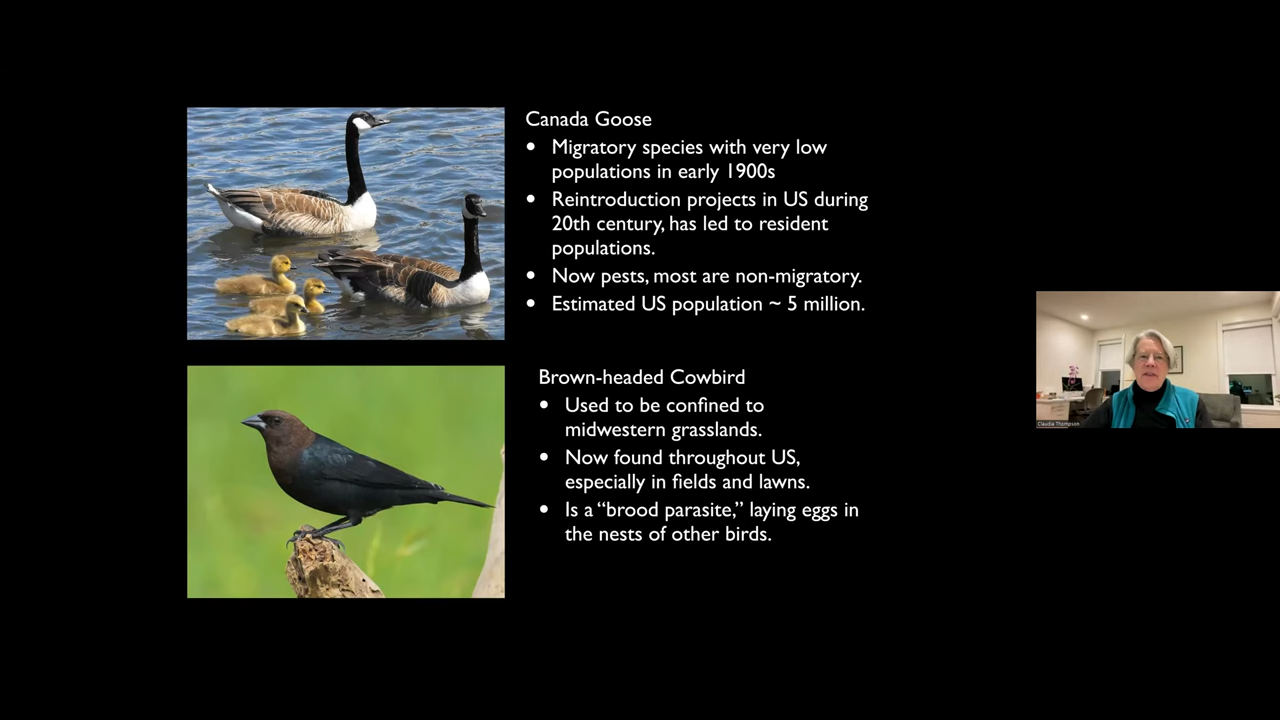 Canada Goose
• Migratory species with very low
populations in early 1900s
• Reintroduction projects in US during
20th century, has led to resident
populations.
• Now pests, most are non-migratory.
• Estimated US population ~ 5 million.
Brown-headed Cowbird
• Used to be confined to
midwestern grasslands.
• Now found throughout US,
especially in fields and lawns.
• Is a “brood parasite,” laying eggs in
the nests of other birds.
Claudia Thompson